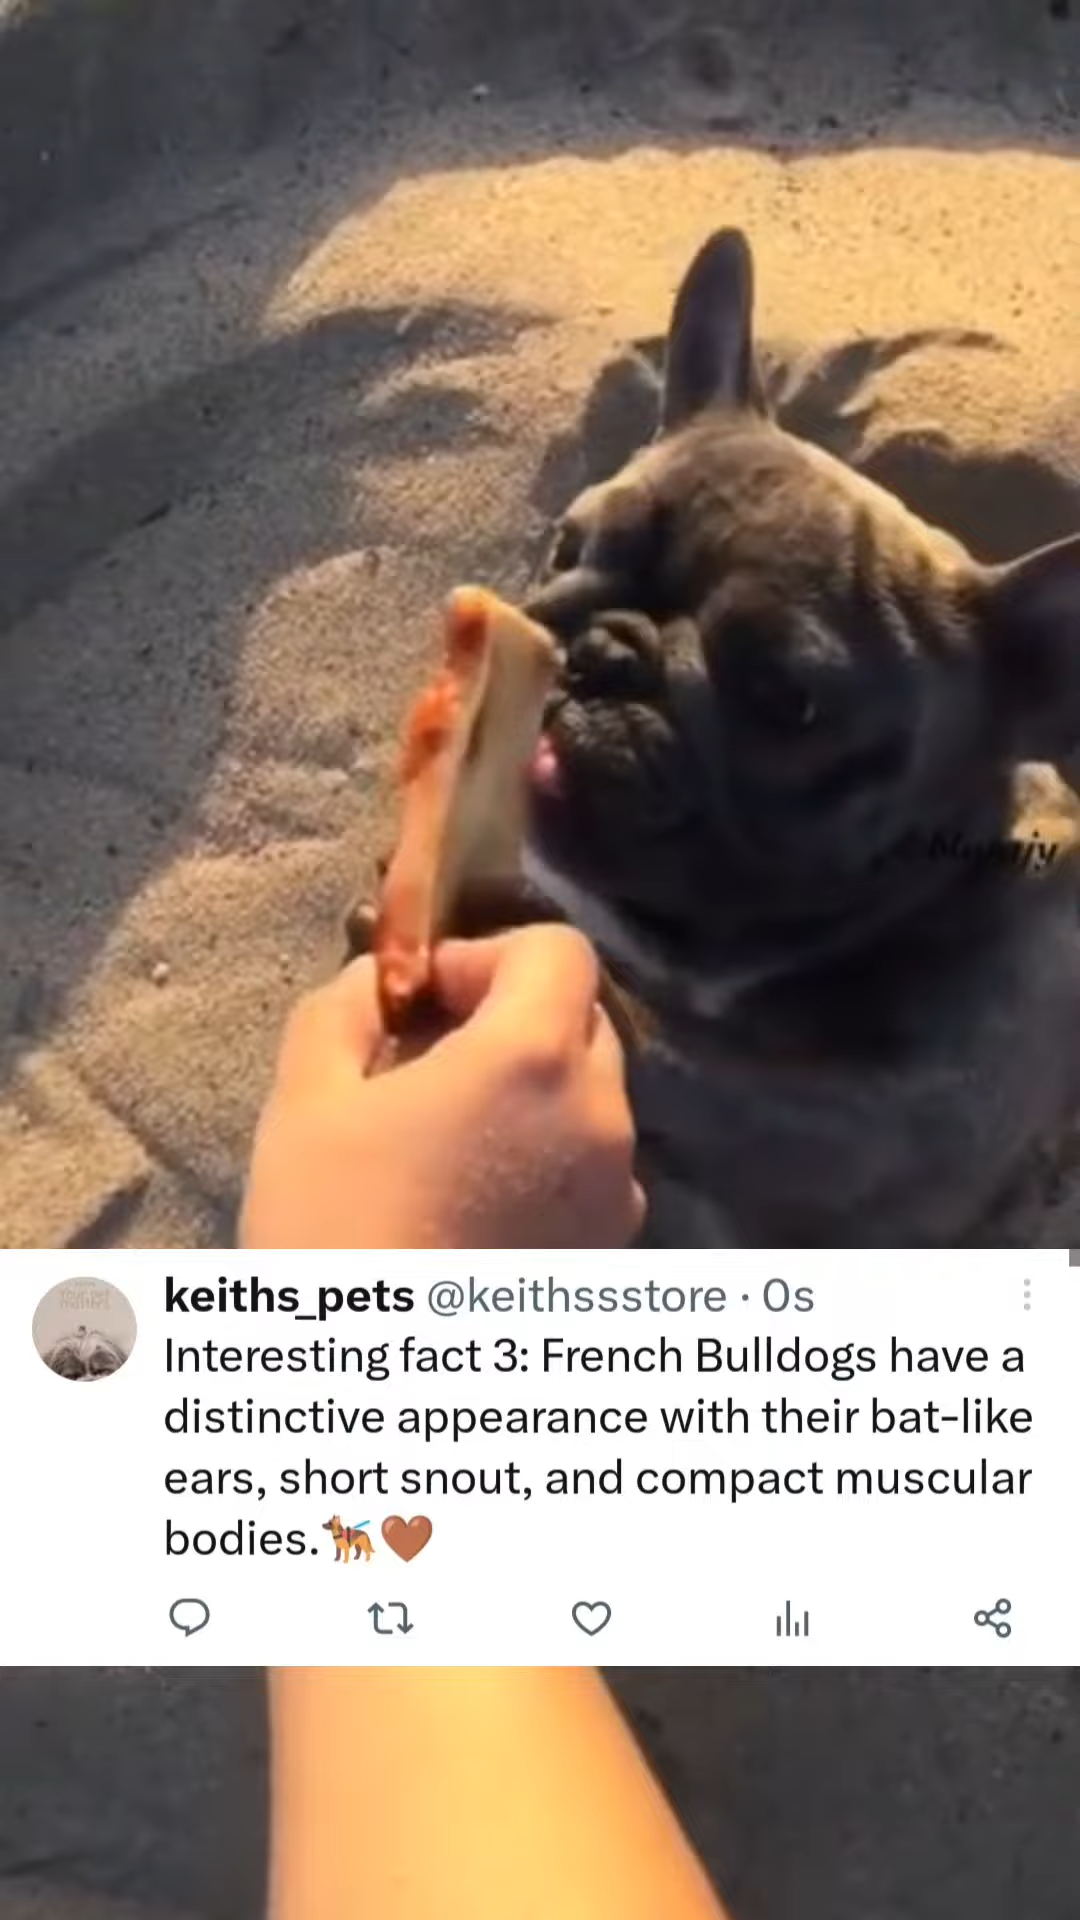 keiths_pets @keithssstore · 0s
Interesting fact 3: French Bulldogs have a
distinctive appearance with their bat-like
ears, short snout, and compact muscular
bodies.🐕‍🦺🤎